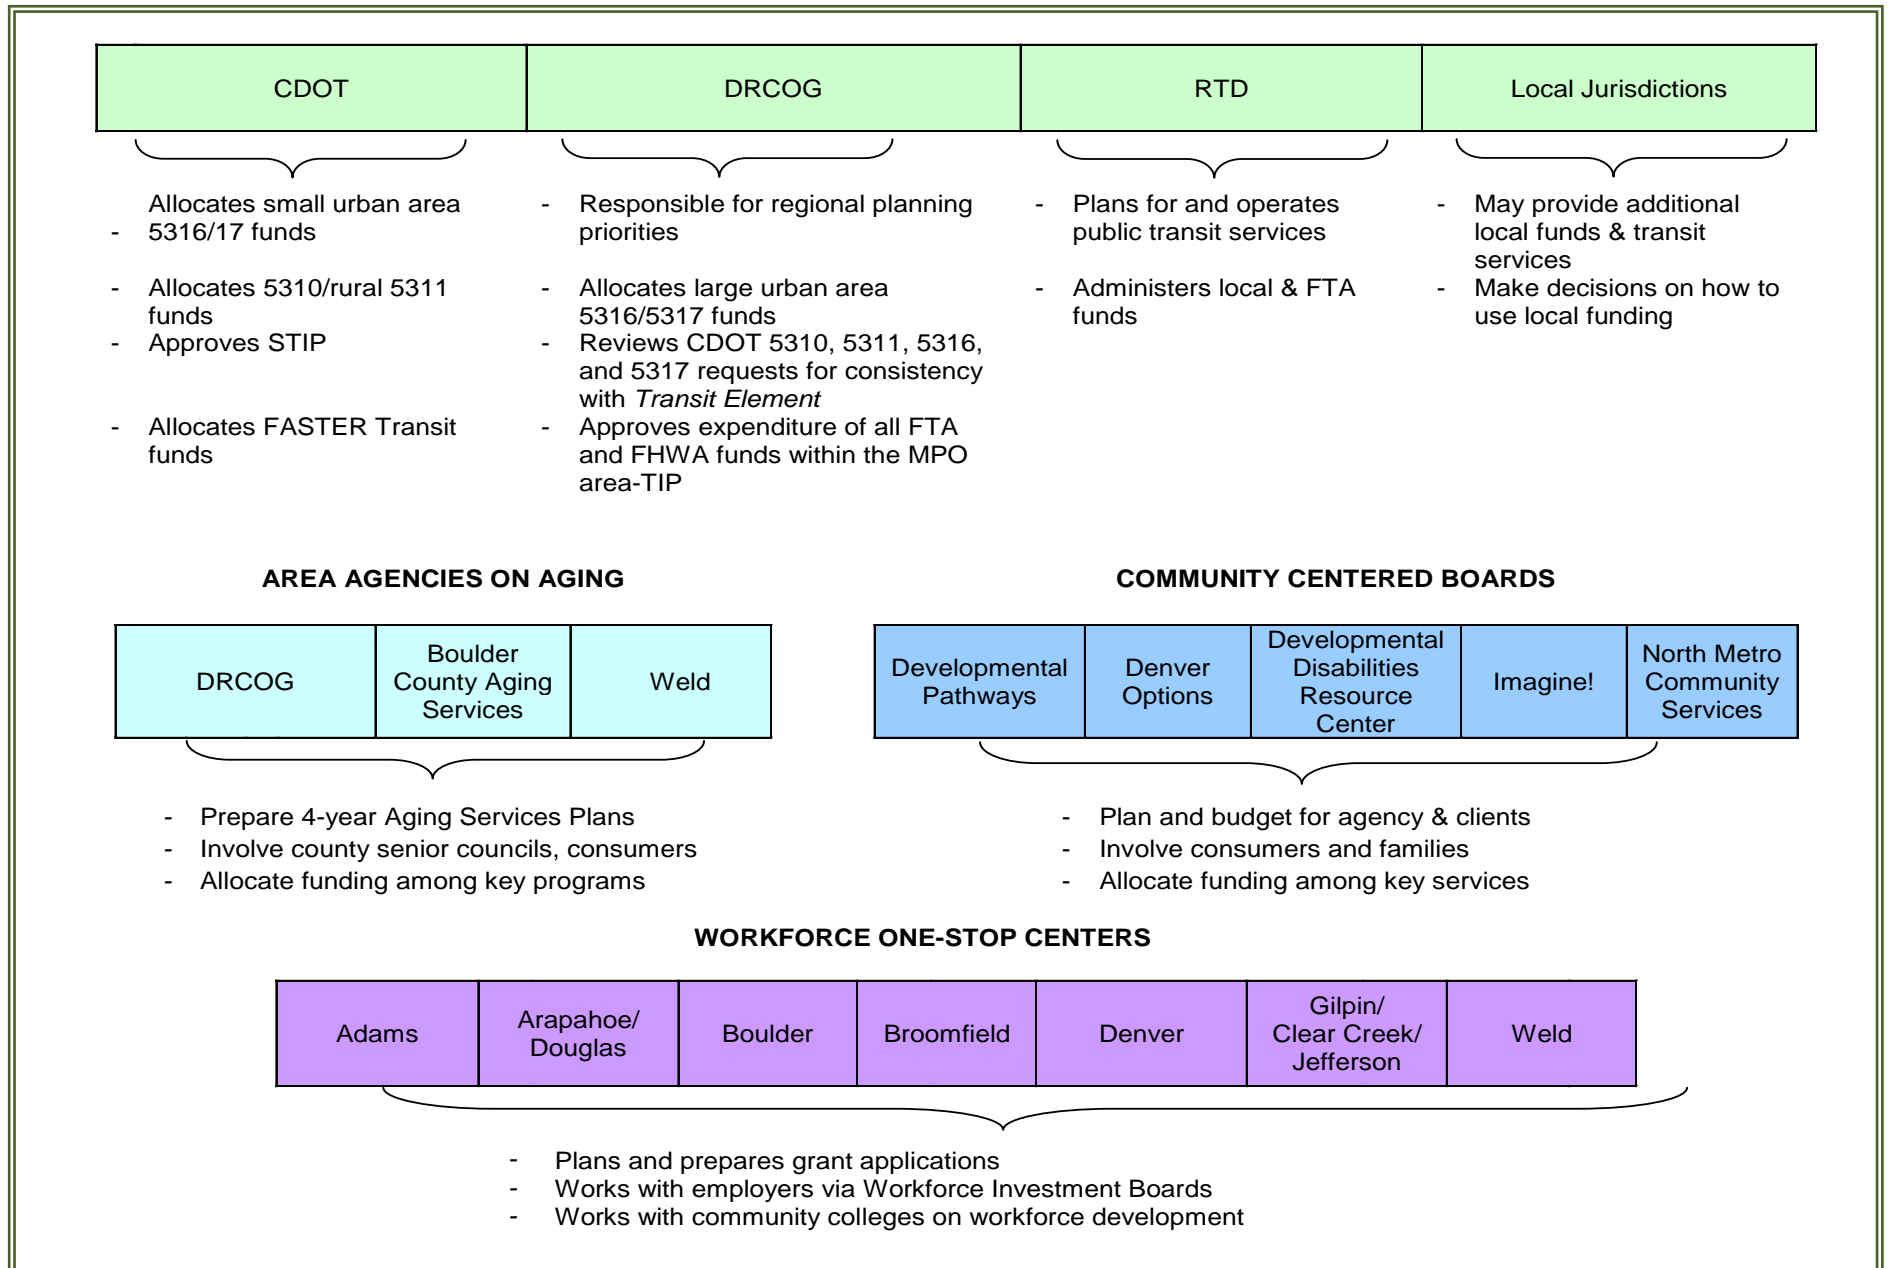 CDOT
DRCOG
RTD
Local Jurisdictions
Allocates small urban area
- 5316/17 funds
- Allocates 5310/rural 5311
funds
- Approves STIP
- Allocates FASTER Transit
funds
- Responsible for regional planning
priorities
- Allocates large urban area
5316/5317 funds
- Reviews CDOT 5310, 5311, 5316,
and 5317 requests for consistency
with Transit Element
- Approves expenditure of all FTA
and FHWA funds within the MPO
area-TIP
- Plans for and operates
public transit services
- Administers local & FTA
funds
- May provide additional
local funds & transit
services
- Make decisions on how to
use local funding
AREA AGENCIES ON AGING
DRCOG
Boulder
County Aging
Services
Weld
- Prepare 4-year Aging Services Plans
- Involve county senior councils, consumers
- Allocate funding among key programs
COMMUNITY CENTERED BOARDS
Developmental
Pathways
Denver
Options
Developmental
Disabilities
Resource
Center
Imagine!
North Metro
Community
Services
- Plan and budget for agency & clients
- Involve consumers and families
- Allocate funding among key services
WORKFORCE ONE-STOP CENTERS
Adams
Arapahoe/
Douglas
Boulder
Broomfield
Denver
Gilpin/
Clear Creek/
Jefferson
Weld
- Plans and prepares grant applications
- Works with employers via Workforce Investment Boards
- Works with community colleges on workforce development